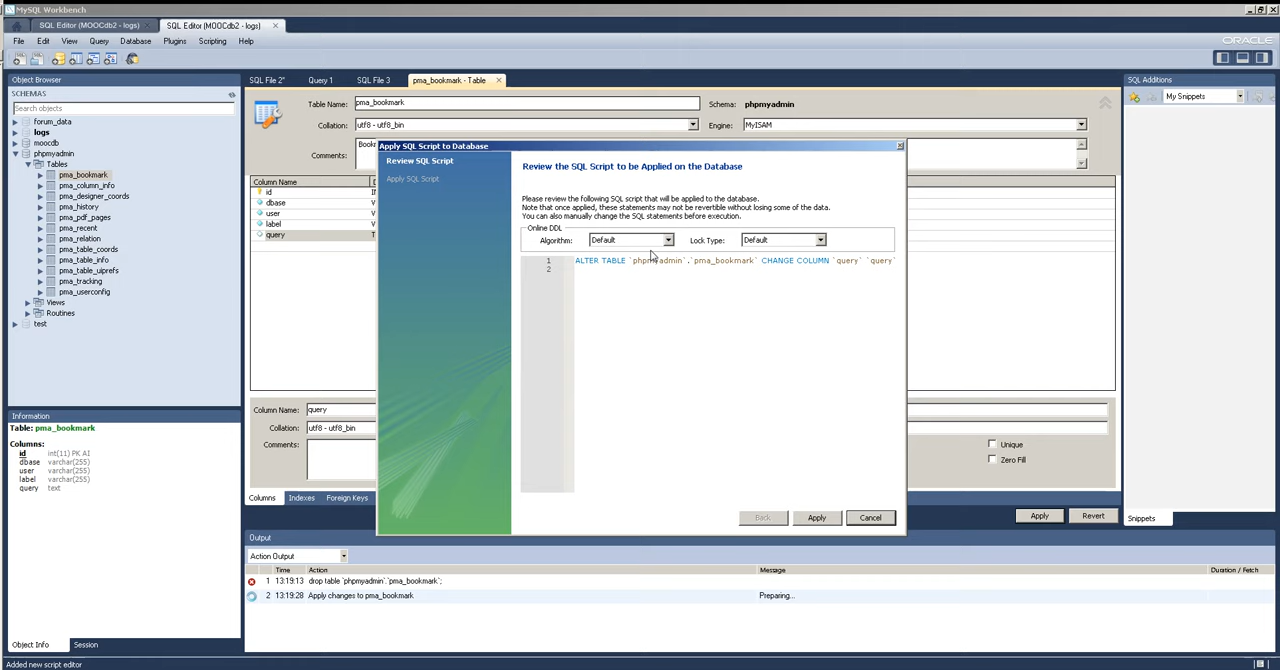 MySQL Workbench
SQL Editor (MOOCdb2 - logs)
SQL Editor (MOOCdb2 - logs)
File Edit View Query Database Plugins Scripting Help
ORACLE
Object Browser
SCHEMAS
Search objects
forum_data
logs
moocdb
phpmyadmin
Tables
pma_bookmark
pma_column_info
pma_designer_coords
pma_history
pma_pdf_pages
pma_recent
pma_relation
pma_table_coords
pma_table_info
pma_table_uiprefs
pma_tracking
pma_userconfig
Views
Routines
test
Information
Table: pma_bookmark
Columns:
id int(11) PK AI
dbase varchar(255)
user varchar(255)
label varchar(255)
query text
Object Info Session
Added new script editor
SQL File 2* Query 1 SQL File 3 pma_bookmark - Table
Table Name: pma_bookmark Schema: phpmyadmin
Collation: utf8 - utf8_bin Engine: MyISAM
Comments: Book
Column Name D
id IN
dbase V
user V
label V
query T
Column Name: query
Collation: utf8 - utf8_bin
Comments:
Unique
Zero Fill
Columns Indexes Foreign Keys
Apply Revert
Apply SQL Script to Database
Review SQL Script
Apply SQL Script
Review the SQL Script to be Applied on the Database
Please review the following SQL script that will be applied to the database.
Note that once applied, these statements may not be revertible without losing some of the data.
You can also manually change the SQL statements before execution.
Online DDL
Algorithm: Default Lock Type: Default
1 ALTER TABLE `phpmyadmin`.`pma_bookmark` CHANGE COLUMN `query` `query`
2
Back Apply Cancel
Output
Action Output
Time Action Message Duration / Fetch
1 13:19:13 drop table `phpmyadmin`.`pma_bookmark`;
2 13:19:28 Apply changes to pma_bookmark Preparing...
SQL Additions
My Snippets
Snippets